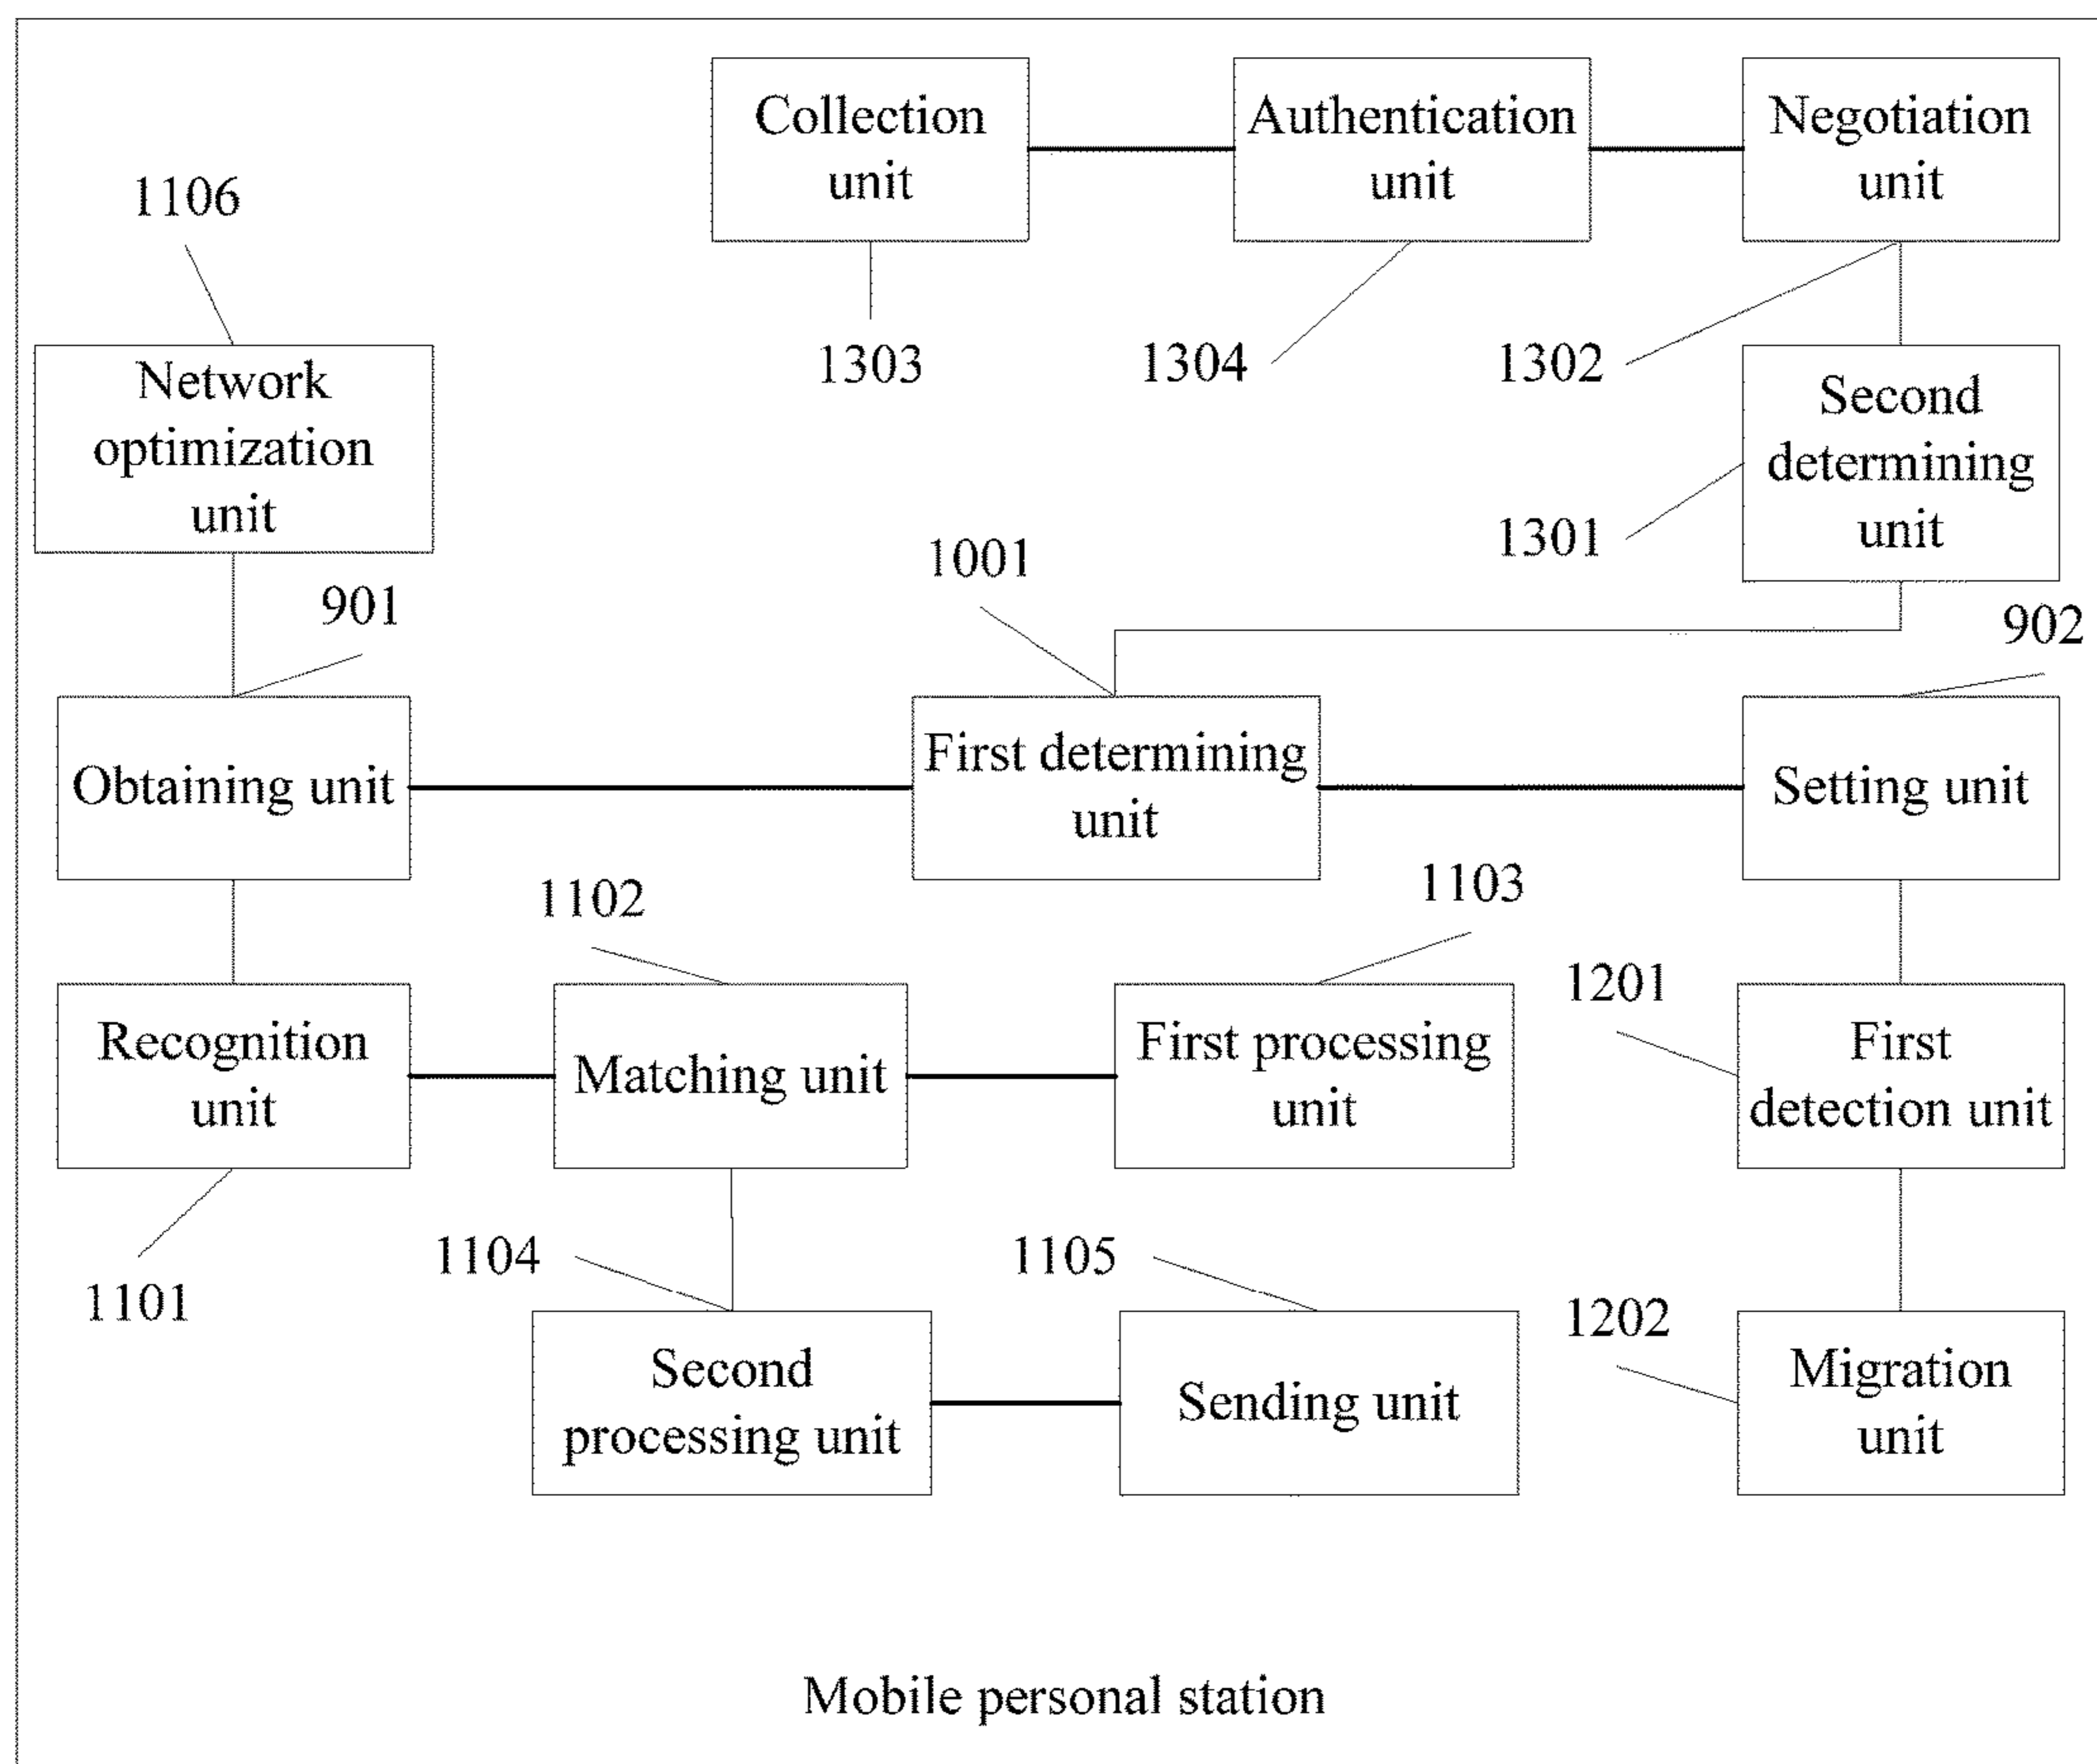 Collection
unit
Authentication
unit
Negotiation
unit
1106
1303
1304
1302
Network
optimization
unit
Second
determining
unit
1301
1001
901
902
Obtaining unit
First determining
unit
Setting unit
1102
1103
1201
Recognition
unit
Matching unit
First processing
unit
First
detection unit
1101
1104
1105
1202
Second
processing unit
Sending unit
Migration
unit
Mobile personal station